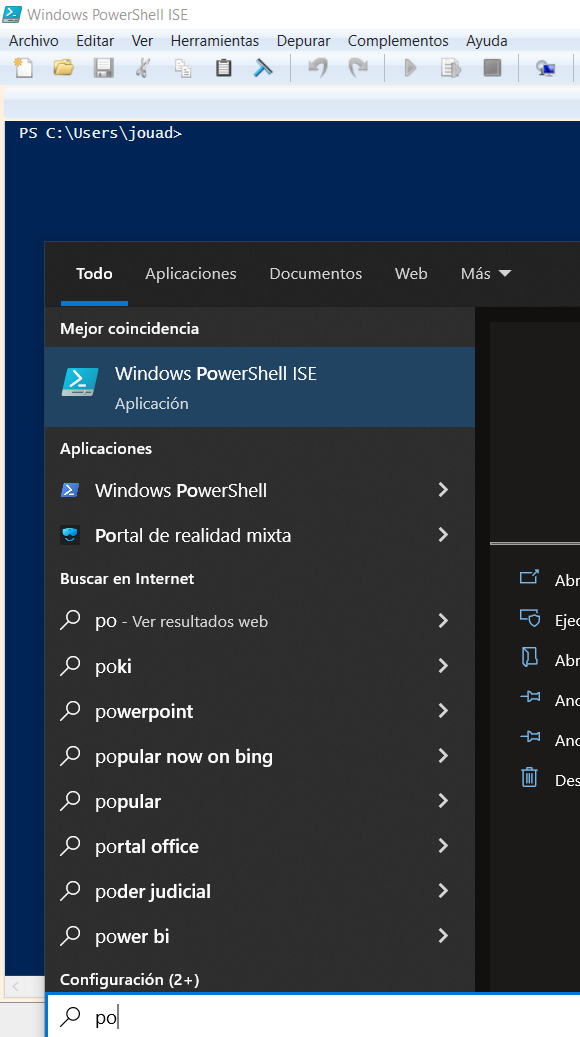 Windows PowerShell ISE
Archivo Editar Ver Herramientas Depurar Complementos Ayuda
PS C:\Users\jouad>
Todo Aplicaciones Documentos Web Más
Mejor coincidencia
Windows PowerShell ISE
Aplicación
Aplicaciones
Windows PowerShell
Portal de realidad mixta
Buscar en Internet
po - Ver resultados web
poki
powerpoint
popular now on bing
popular
portal office
poder judicial
power bi
Configuración (2+)
po
Abr
Ejec
Abr
Anc
Anc
Des